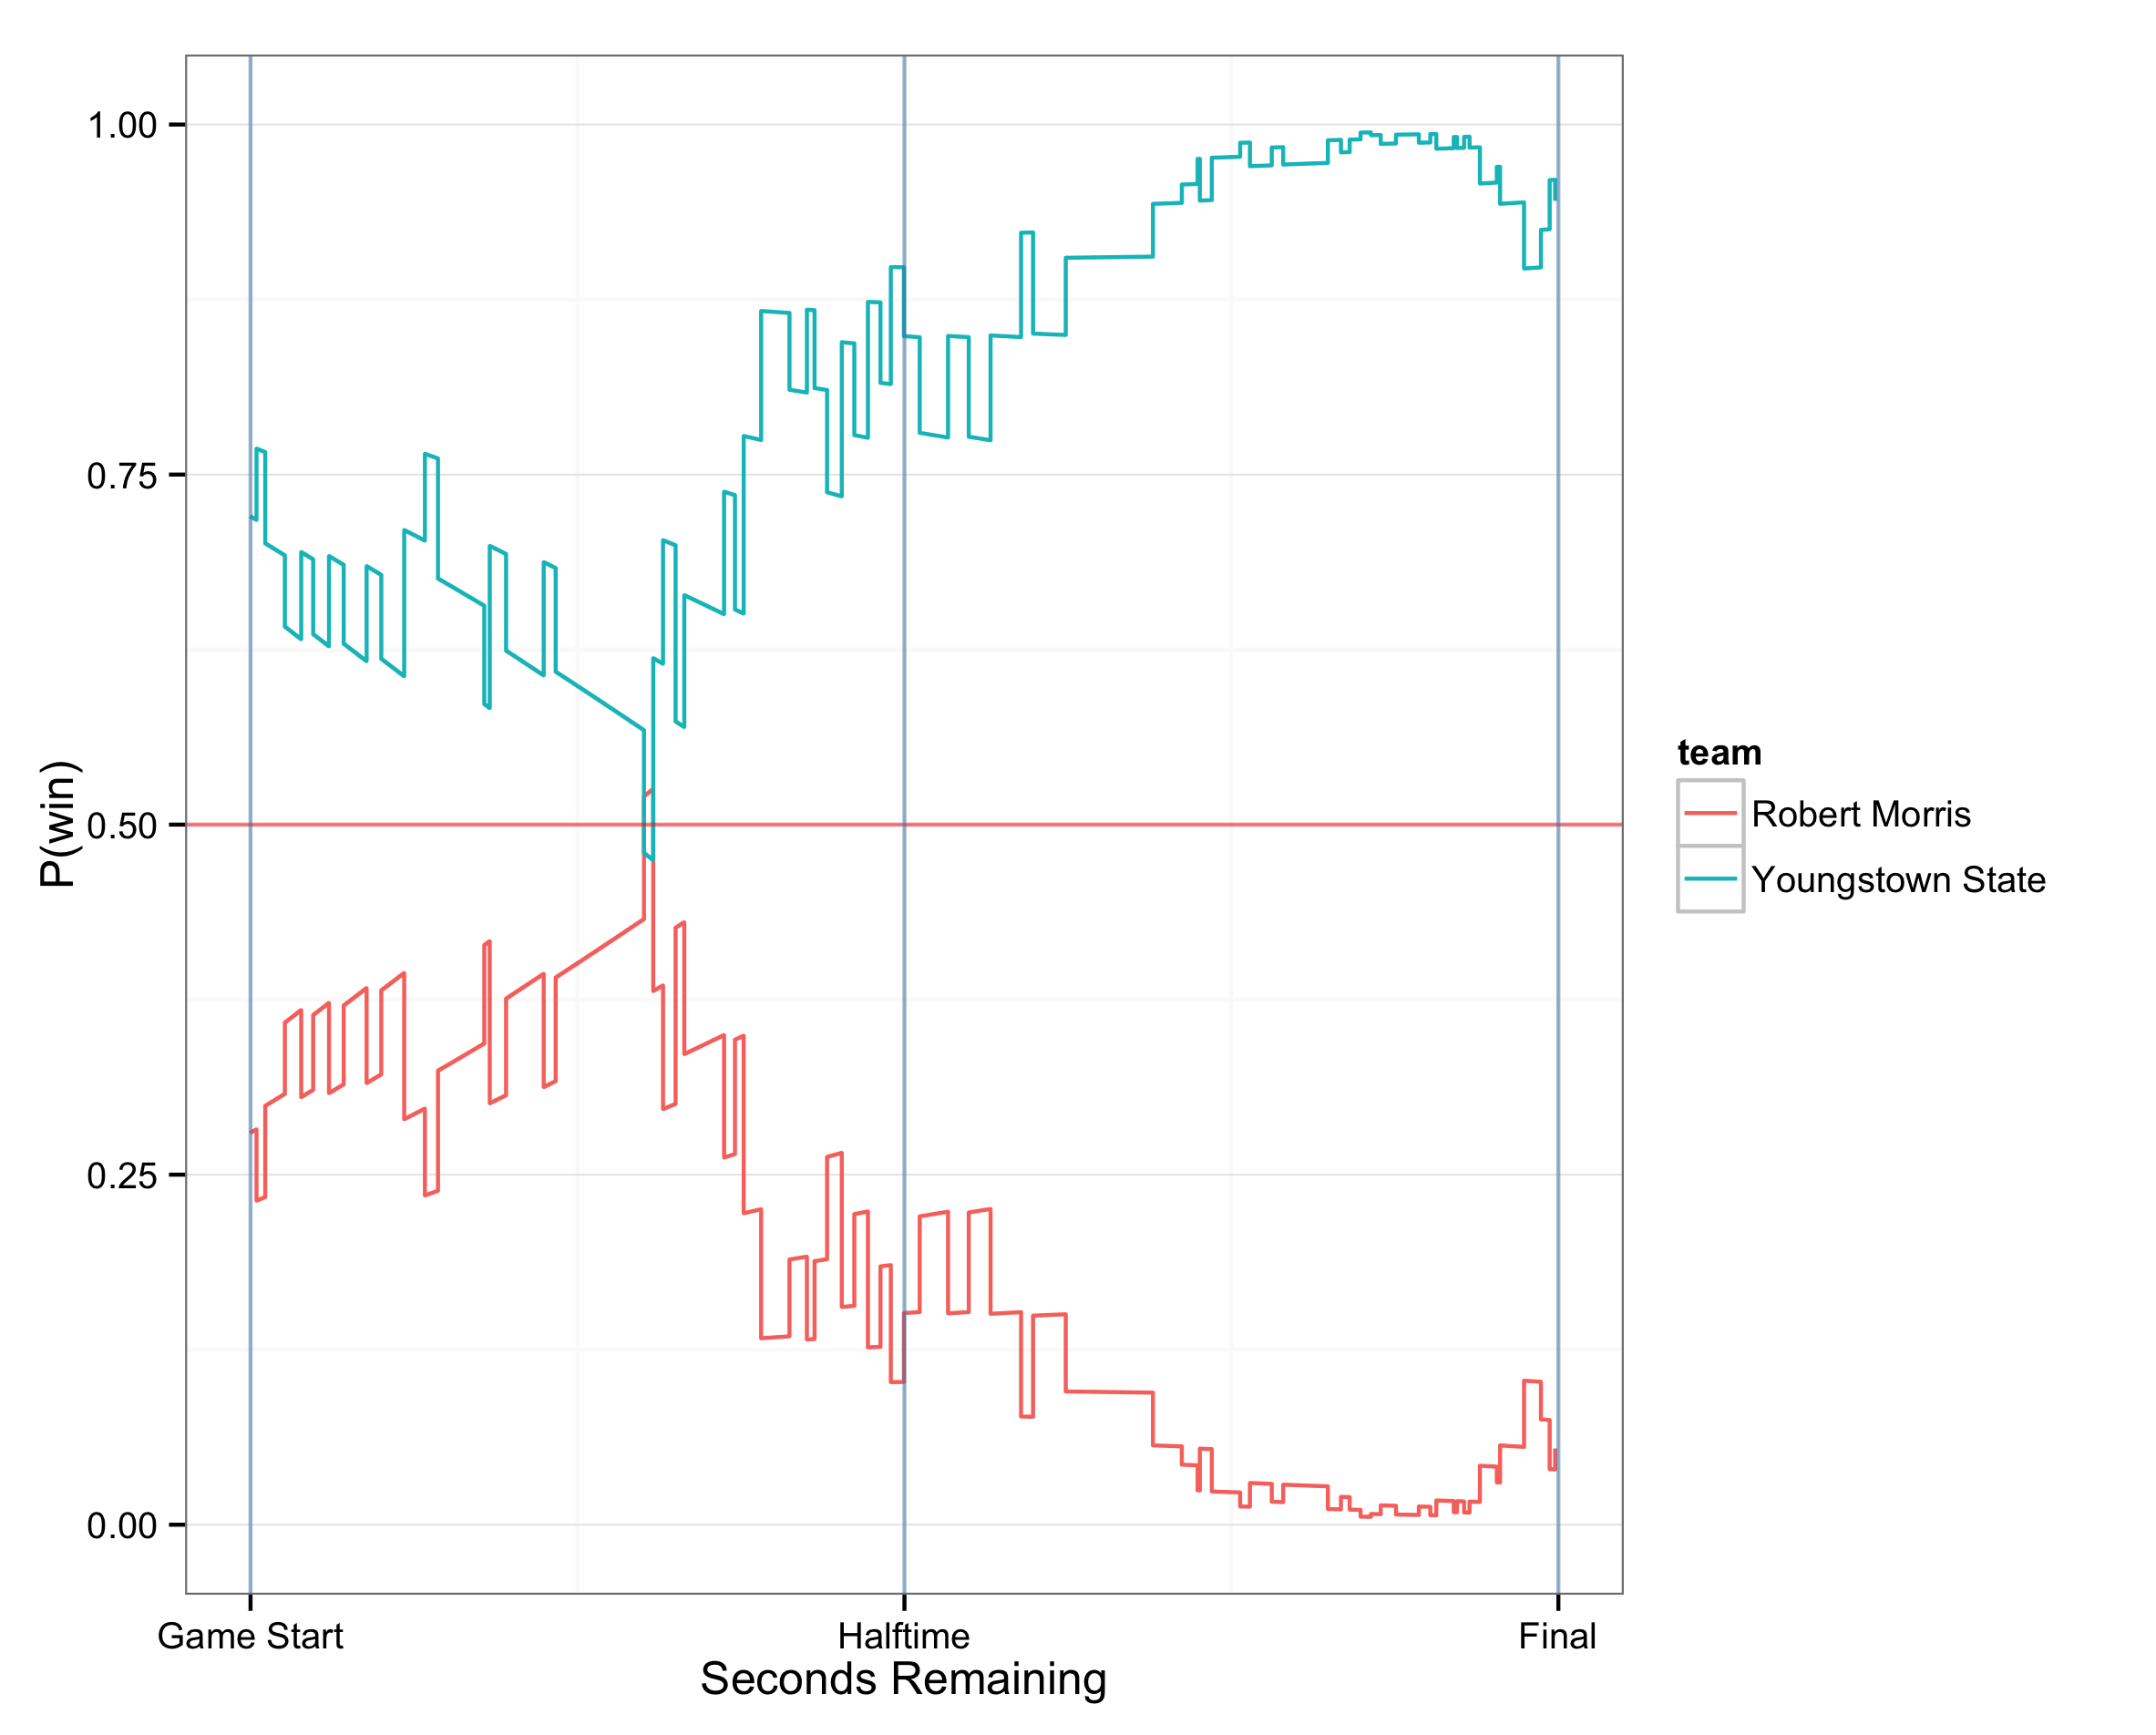 1.00
0.75
0.50
0.25
0.00
P(win)
Game Start
Halftime
Final
Seconds Remaining
team
Robert Morris
Youngstown State